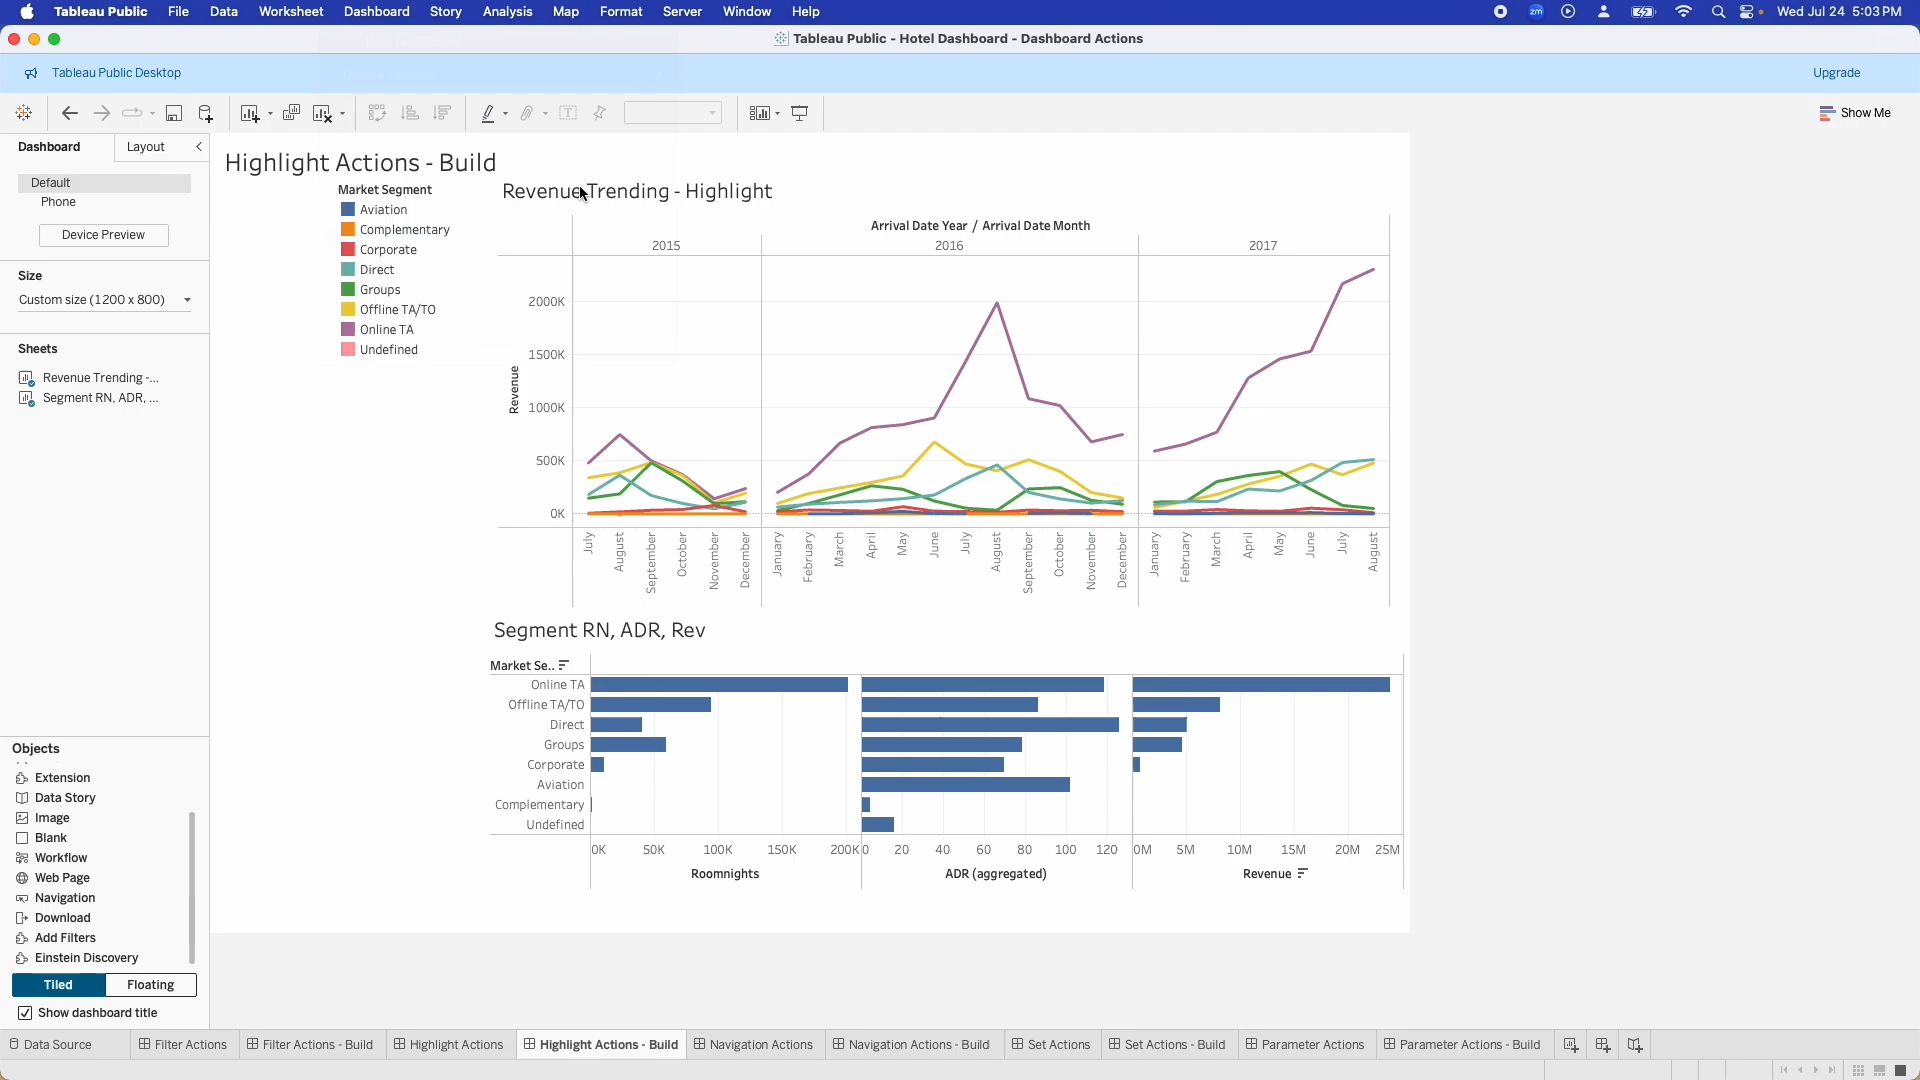 Tableau Public File Data Worksheet Dashboard Story Analysis Map Format Server Window Help
zm
Wed Jul 24 5:03 PM
Tableau Public - Hotel Dashboard - Dashboard Actions
Tableau Public Desktop
Upgrade
Show Me
Dashboard Layout
Default
Phone
Device Preview
Size
Custom size (1200 x 800)
Sheets
Revenue Trending -...
Segment RN, ADR, ...
Objects
Extension
Data Story
Image
Blank
Workflow
Web Page
Navigation
Download
Add Filters
Einstein Discovery
Tiled Floating
Show dashboard title
Highlight Actions - Build
Market Segment
Aviation
Complementary
Corporate
Direct
Groups
Offline TA/TO
Online TA
Undefined
Revenue Trending - Highlight
Arrival Date Year / Arrival Date Month
2015 2016 2017
Revenue
2000K
1500K
1000K
500K
0K
July August September October November December January February March April May June July August September October November December January February March April May June July August
Segment RN, ADR, Rev
Market Se..
Online TA
Offline TA/TO
Direct
Groups
Corporate
Aviation
Complementary
Undefined
0K 50K 100K 150K 200K 0 20 40 60 80 100 120 0M 5M 10M 15M 20M 25M
Roomnights ADR (aggregated) Revenue
Data Source Filter Actions Filter Actions - Build Highlight Actions Highlight Actions - Build Navigation Actions Navigation Actions - Build Set Actions Set Actions - Build Parameter Actions Parameter Actions - Build